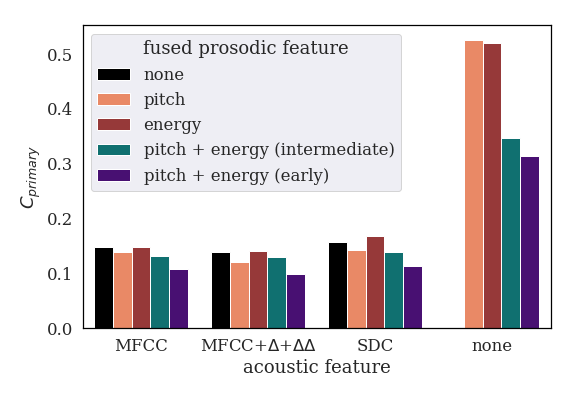 fused prosodic feature
none
pitch
energy
pitch + energy (intermediate)
pitch + energy (early)
C_primary
0.5
0.4
0.3
0.2
0.1
0.0
MFCC MFCC+Δ+ΔΔ SDC none
acoustic feature